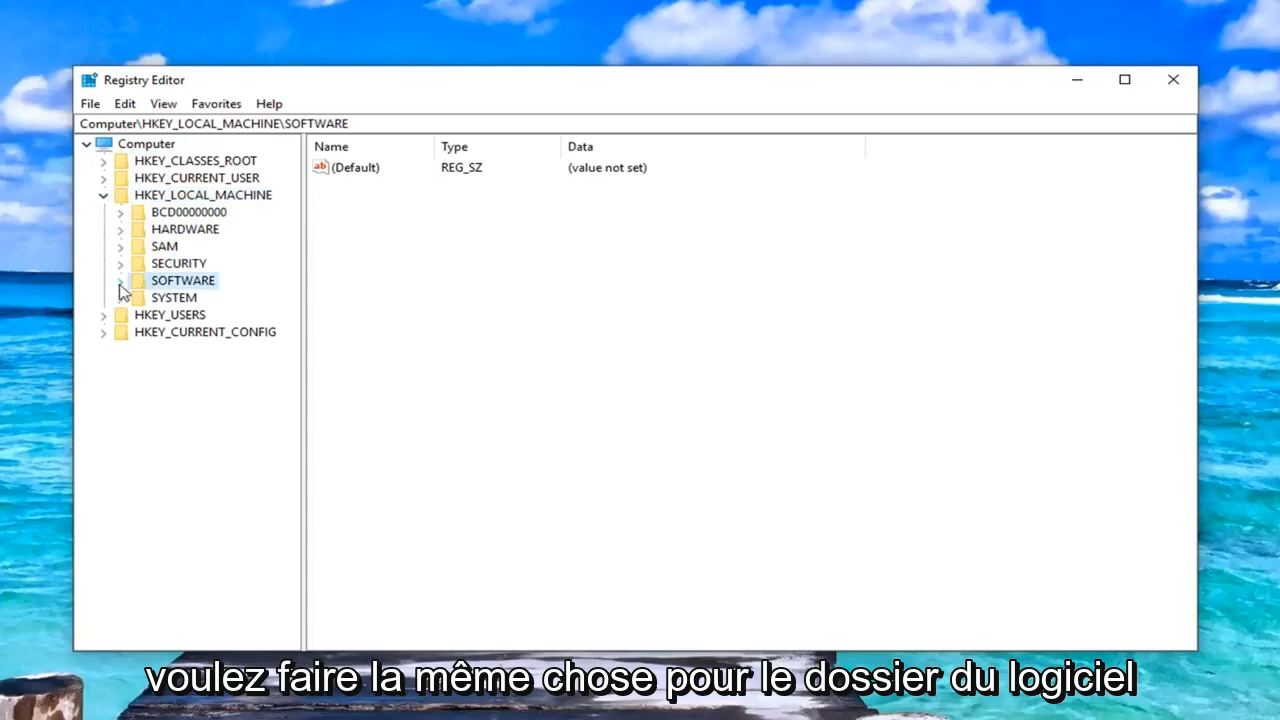 Registry Editor
File Edit View Favorites Help
Computer\HKEY_LOCAL_MACHINE\SOFTWARE
Computer
HKEY_CLASSES_ROOT
HKEY_CURRENT_USER
HKEY_LOCAL_MACHINE
BCD00000000
HARDWARE
SAM
SECURITY
SOFTWARE
SYSTEM
HKEY_USERS
HKEY_CURRENT_CONFIG
Name Type Data
ab (Default) REG_SZ (value not set)
voulez faire la même chose pour le dossier du logiciel